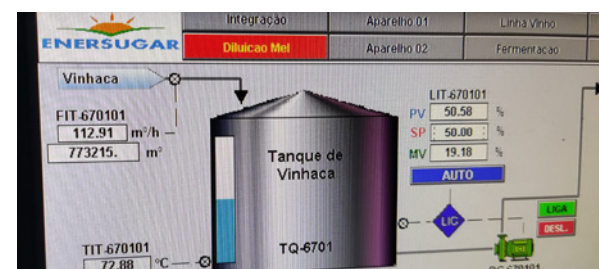 ENERSUGAR
Integração
Aparelho 01
Linha Vinho
Diluicao Mel
Aparelho 02
Fermentacao
Vinhaca
FIT-670101
112.91 m³/h
773215. m³
Tanque de
Vinhaca
TQ-6701
TIT-670101
72.88 °C
LIT-670101
PV 50.58 %
SP 50.00 %
MV 19.18 %
AUTO
LIC
LIGA
DESL.